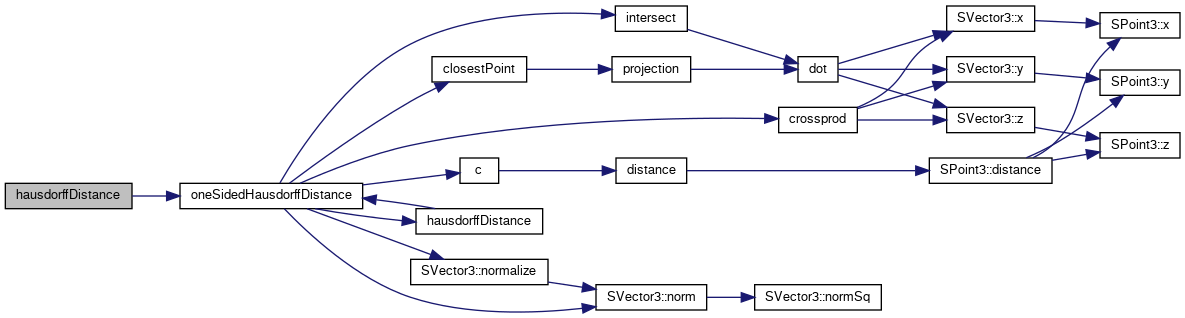 hausdorffDistance
oneSidedHausdorffDistance
intersect
closestPoint
projection
dot
crossprod
c
distance
hausdorffDistance
SVector3::normalize
SVector3::norm
SVector3::normSq
SVector3::x
SVector3::y
SVector3::z
SPoint3::distance
SPoint3::x
SPoint3::y
SPoint3::z